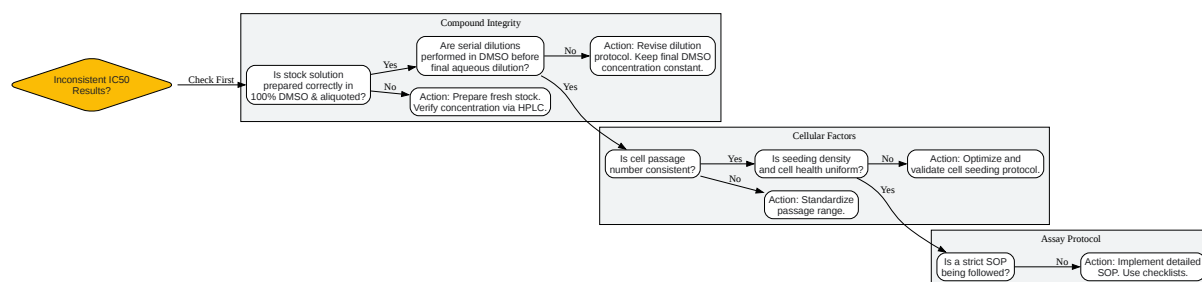 Inconsistent IC50
Results?
Check First
Compound Integrity
Is stock solution
prepared correctly in
100% DMSO & aliquoted?
Yes
No
Are serial dilutions
performed in DMSO before
final aqueous dilution?
No
Action: Revise dilution
protocol. Keep final DMSO
concentration constant.
Action: Prepare fresh stock.
Verify concentration via HPLC.
Yes
Cellular Factors
Is cell passage
number consistent?
Yes
No
Is seeding density
and cell health uniform?
No
Action: Optimize and
validate cell seeding protocol.
Action: Standardize
passage range.
Yes
Assay Protocol
Is a strict SOP
being followed?
No
Action: Implement detailed
SOP. Use checklists.